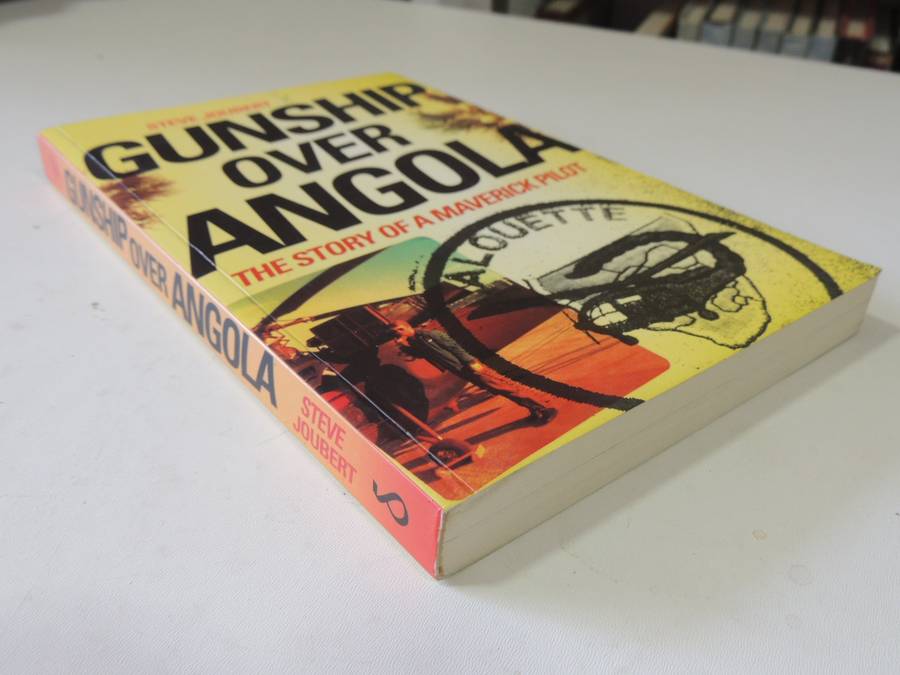 STEVE JOUBERT
GUNSHIP
OVER
ANGOLA
THE STORY OF A MAVERICK PILOT
ALOUETTE
GUNSHIP OVER ANGOLA
STEVE
JOUBERT